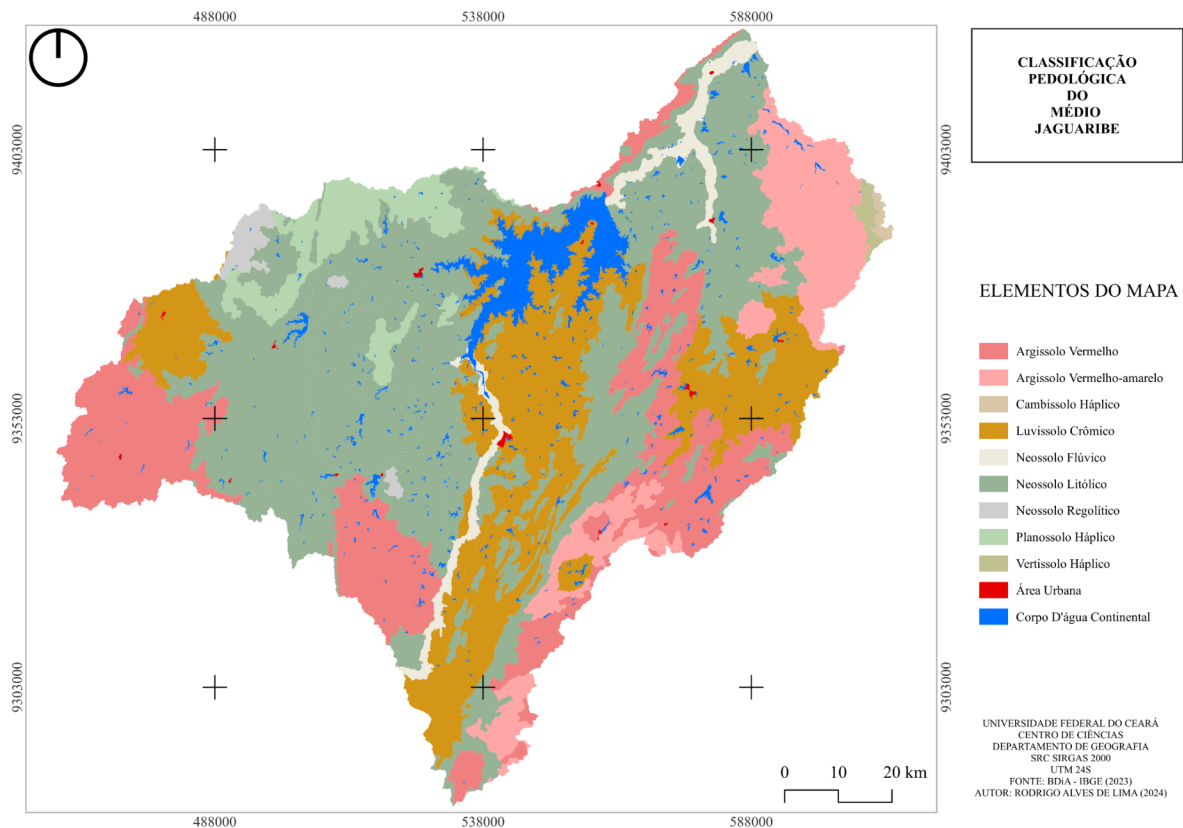 488000
538000
588000
9403000
9403000
9353000
9353000
9303000
9303000
0
10
20 km
488000
538000
588000
CLASSIFICAÇÃO
PEDOLÓGICA
DO
MÉDIO
JAGUARIBE
ELEMENTOS DO MAPA
Argissolo Vermelho
Argissolo Vermelho-amarelo
Cambissolo Háplico
Luvissolo Crômico
Neossolo Flúvico
Neossolo Litólico
Neossolo Regolítico
Planossolo Háplico
Vertissolo Háplico
Área Urbana
Corpo D'água Continental
UNIVERSIDADE FEDERAL DO CEARÁ
CENTRO DE CIÊNCIAS
DEPARTAMENTO DE GEOGRAFIA
SRC SIRGAS 2000
UTM 24S
FONTE: BDiA - IBGE (2023)
AUTOR: RODRIGO ALVES DE LIMA (2024)